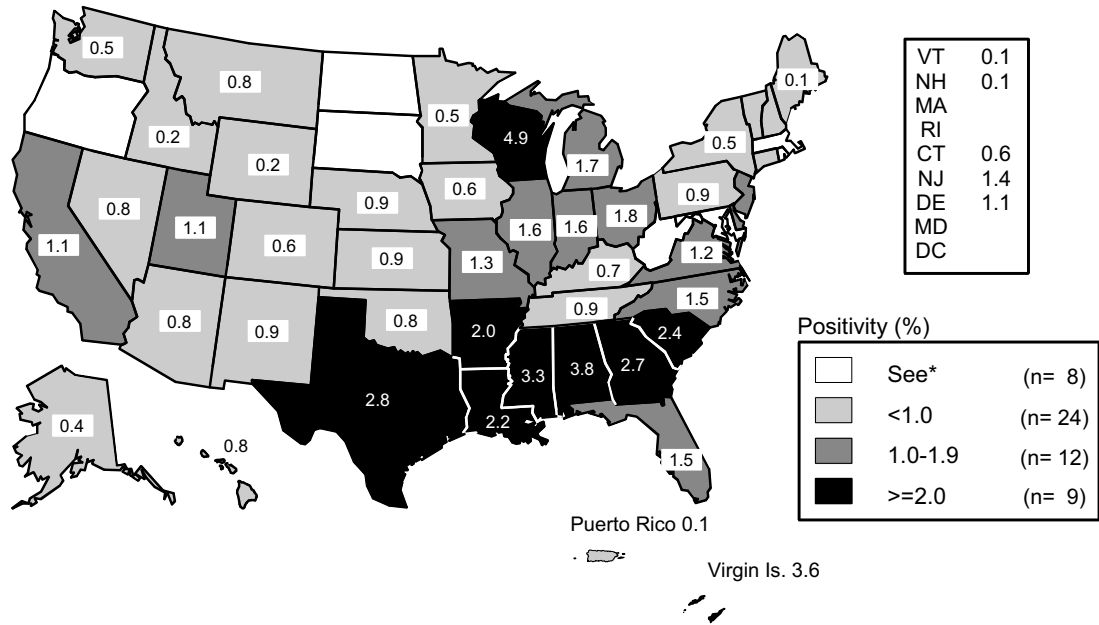 0.5
0.8
0.2
0.2
0.8
1.1
1.1
0.6
0.8
0.9
0.9
0.9
0.8
0.5
0.6
1.3
2.0
2.8
2.2
4.9
1.7
1.6
1.6
1.8
0.7
0.9
3.3
3.8
2.7
2.4
1.5
1.5
1.2
0.9
0.5
0.1
0.4
0.8
Puerto Rico 0.1
Virgin Is. 3.6
VT 0.1
NH 0.1
MA
RI
CT 0.6
NJ 1.4
DE 1.1
MD
DC
Positivity (%)
See* (n= 8)
<1.0 (n= 24)
1.0-1.9 (n= 12)
>=2.0 (n= 9)